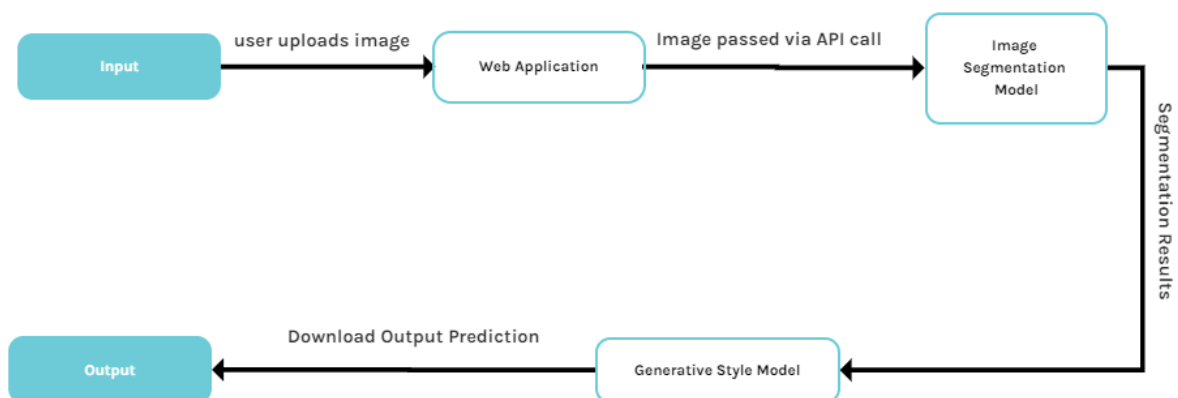 user uploads image
Image passed via API call
Input
Web Application
Image
Segmentation
Model
Segmentation Results
Download Output Prediction
Output
Generative Style Model